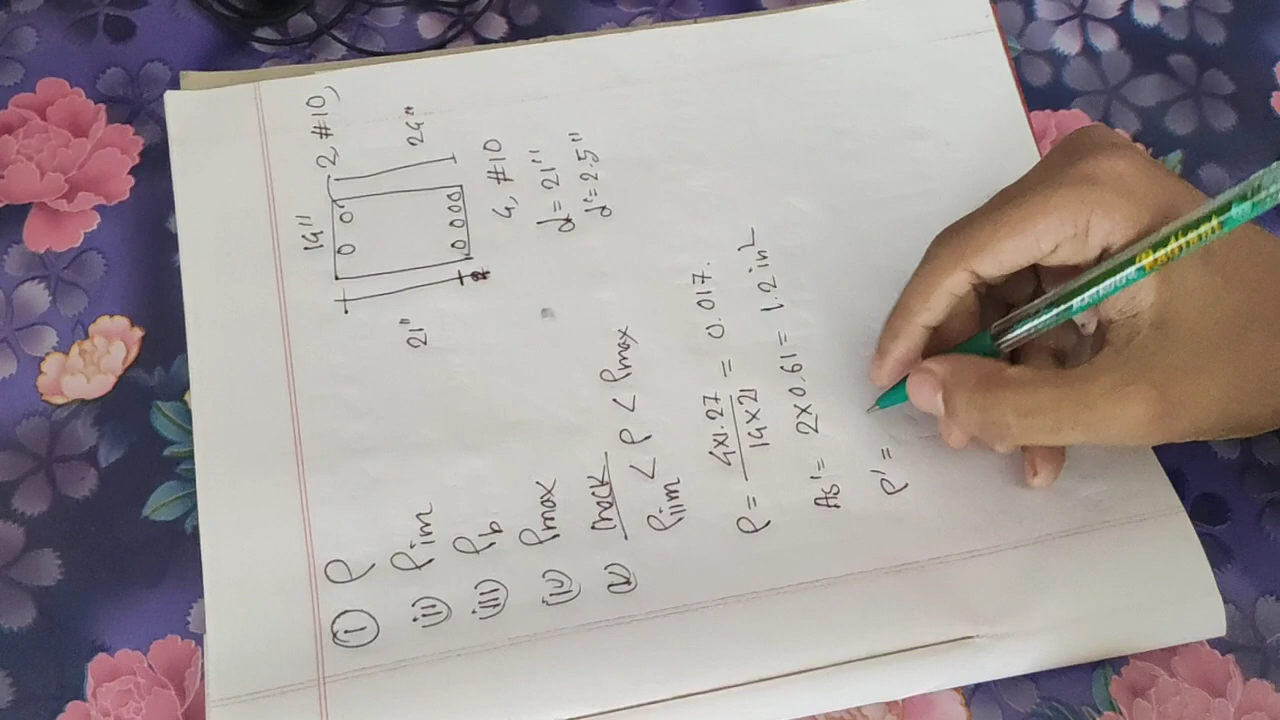 14"
2 #10,
24"
21"
4, #10
d = 21"
d' = 2.5"
(i) ρ
(ii) ρim
(iii) ρb
(iv) ρmax
(v) Check
ρlim < ρ < ρmax
ρ = 4×1.27 / 14×21 = 0.017.
As' = 2×0.61 = 1.2 in²
ρ' =